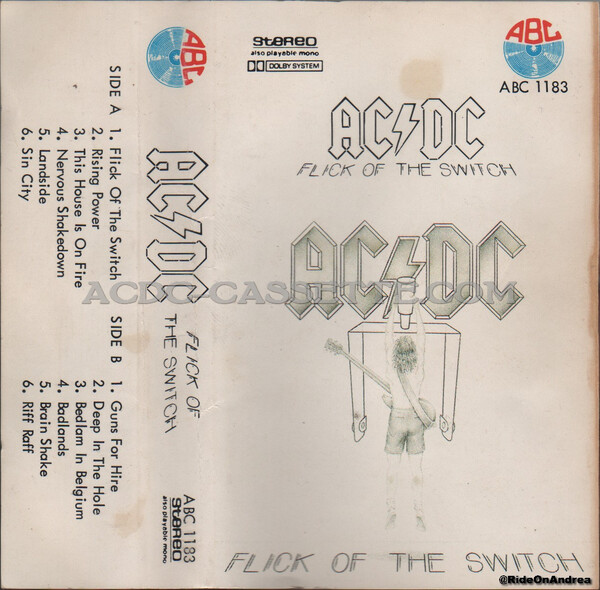 ABC
SIDE A
1. Flick Of The Switch
2. Rising Power
3. This House Is On Fire
4. Nervous Shakedown
5. Landside
6. Sin City
SIDE B
1. Guns For Hire
2. Deep In The Hole
3. Bedlam In Belgium
4. Badlands
5. Brain Shake
6. Riff Raff
AC DC
FLICK OF
THE SWITCH
ABC 1183
STEREO
also playable mono
STEREO
also playable mono
DOLBY SYSTEM
ABC
ABC 1183
AC DC
FLICK OF THE SWITCH
AC DC
ACDC-CASSETTE.COM
FLICK OF THE SWITCH
@RideOnAndrea